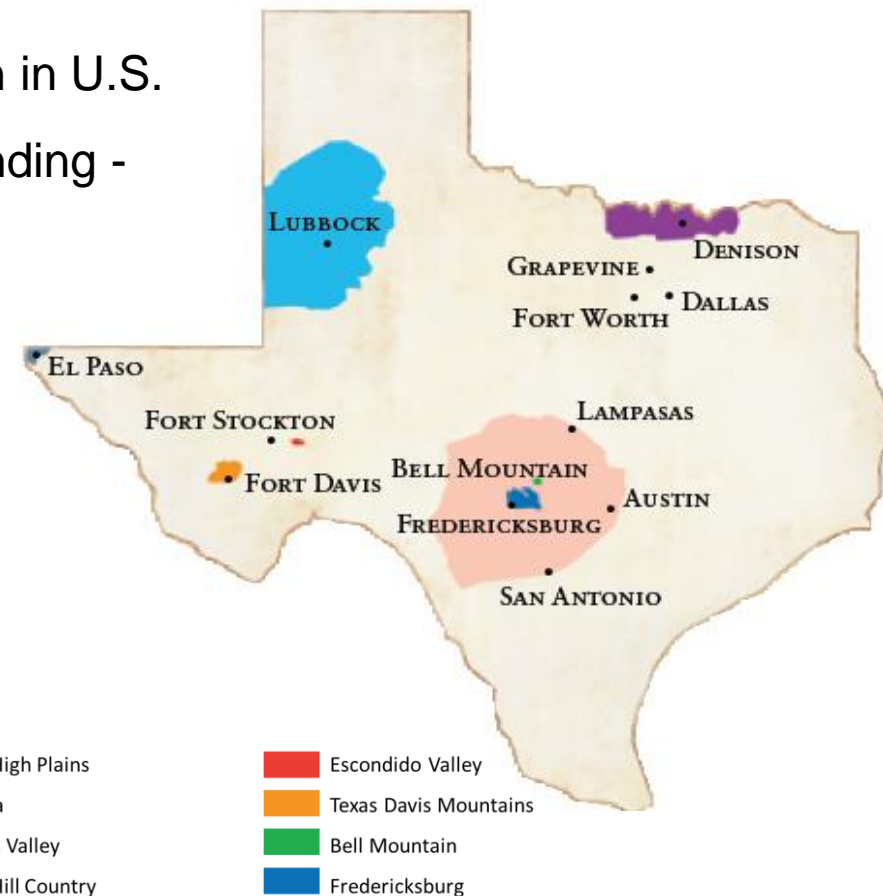 in U.S.
nding -
LUBBOCK
DENISON
GRAPEVINE
DALLAS
FORT WORTH
EL PASO
LAMPASAS
FORT STOCKTON
BELL MOUNTAIN
FORT DAVIS
AUSTIN
FREDERICKSBURG
SAN ANTONIO
High Plains
a
Valley
Hill Country
Escondido Valley
Texas Davis Mountains
Bell Mountain
Fredericksburg